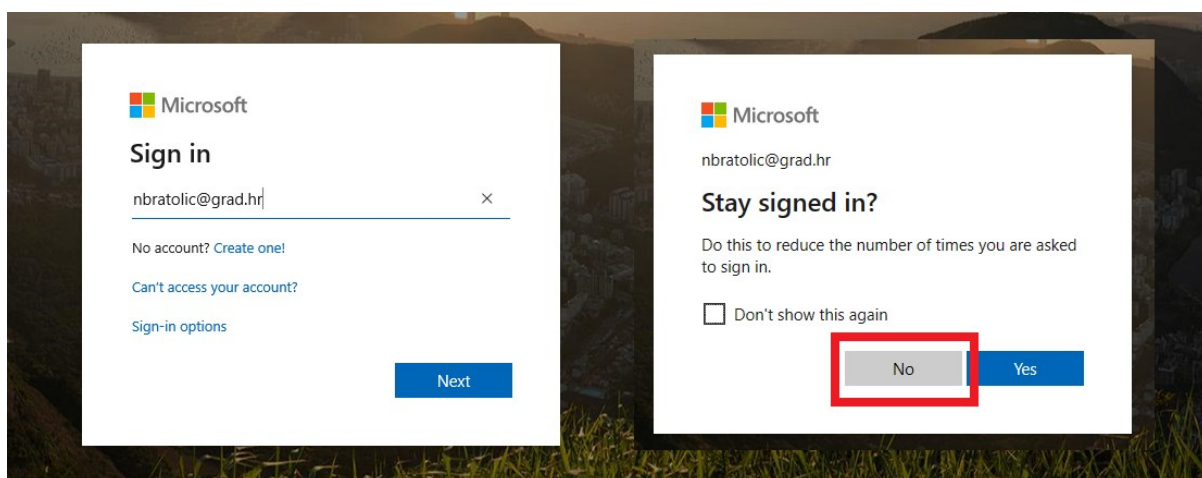 Microsoft
Sign in
nbratolic@grad.hr
No account? Create one!
Can't access your account?
Sign-in options
Next
Microsoft
nbratolic@grad.hr
Stay signed in?
Do this to reduce the number of times you are asked
to sign in.
Don't show this again
No Yes